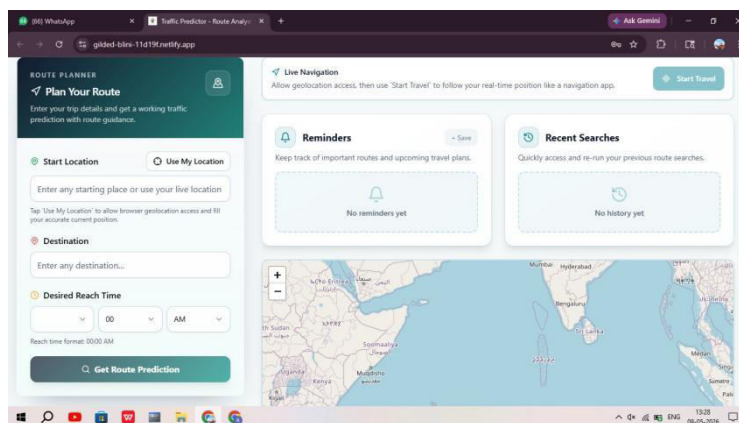 (66) WhatsApp
Traffic Predictor - Route Analy
Ask Gemini
gilded-blini-11d19f.netlify.app
ROUTE PLANNER
Plan Your Route
Enter your trip details and get a working traffic
prediction with route guidance.
Start Location
Use My Location
Enter any starting place or use your live location
Tap 'Use My Location' to allow browser geolocation access and fill
your accurate current position.
Destination
Enter any destination...
Desired Reach Time
00
AM
Reach time format: 00:00 AM
Get Route Prediction
Live Navigation
Allow geolocation access, then use 'Start Travel' to follow your real-time position like a navigation app.
Start Travel
Reminders
+ Save
Keep track of important routes and upcoming travel plans.
No reminders yet
Recent Searches
Quickly access and re-run your previous route searches.
No history yet
+
−
Mumbai
Hyderabad
Bengaluru
Sri Lanka
Soomaaliya
Muqdisho
Uganda
Kenya
Kigali
Medan
Sumatra
ENG
13:28
09-05-2026